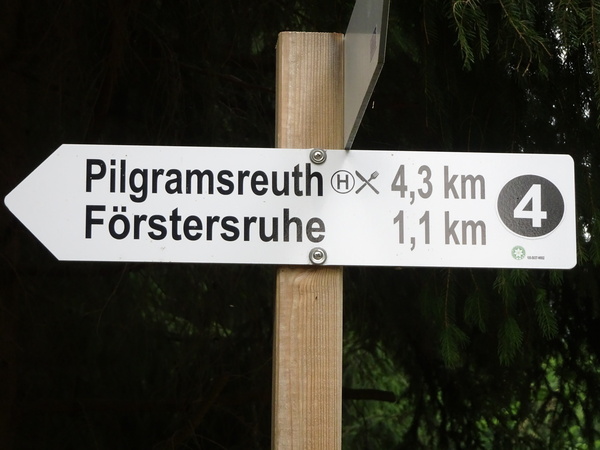 Pilgramsreuth H 4,3 km
Förstersruhe 1,1 km
4